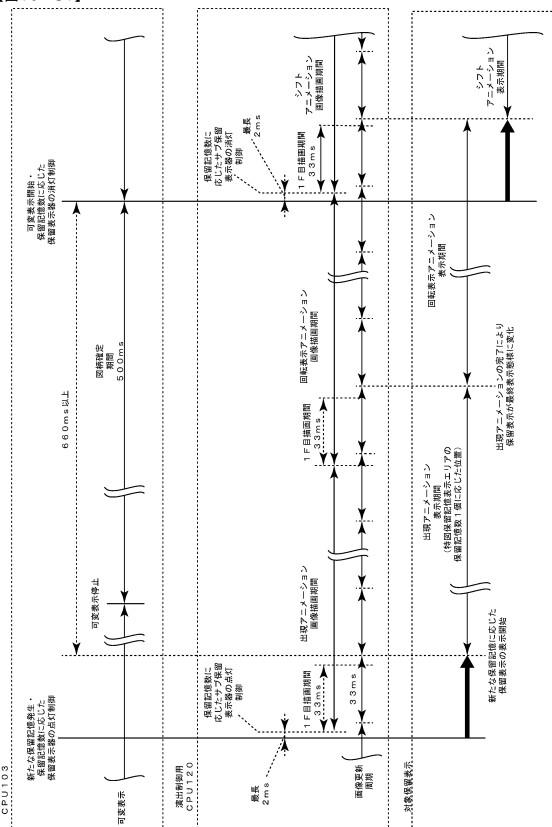 CPU103
新たな保留記憶発生・
保留記憶数に応じた
保留表示器の点灯制御
可変表示開始・
保留記憶数に応じた
保留表示器の消灯制御
660ms以上
可変表示
可変表示停止
図柄確定
期間
500ms
演出制御用
CPU120
最長
2ms
保留記憶数に
応じたサブ保留
表示器の点灯
制御
保留記憶数に
応じたサブ保留
表示器の消灯
制御
最長
2ms
1F目描画期間
33ms
出現アニメーション
画像描画期間
1F目描画期間
33ms
回転表示アニメーション
画像描画期間
1F目描画期間
33ms
シフト
アニメーション
画像描画期間
画像更新
周期
33ms
対象保留表示
新たな保留記憶に応じた
保留表示の表示開始
出現アニメーション
表示期間
(特図保留記憶表示エリアの
保留記憶数1個に応じた位置)
出現アニメーションの完了により
保留表示が最終表示態様に変化
回転表示アニメーション
表示期間
シフト
アニメーション
表示期間